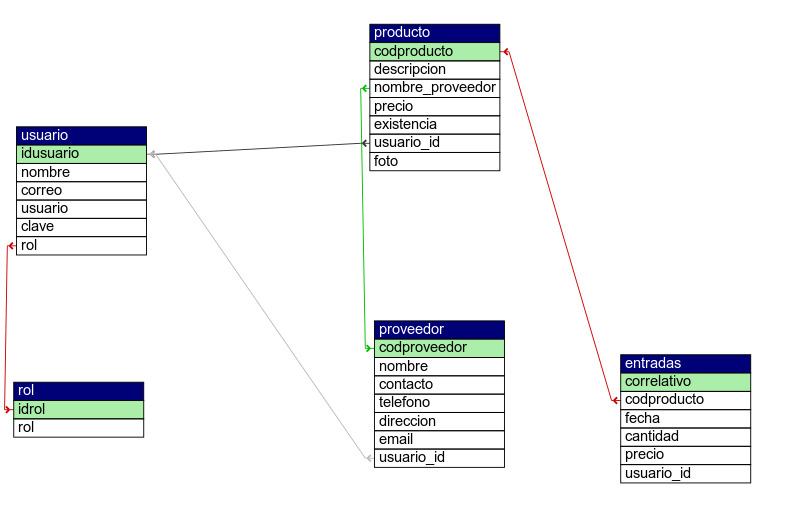 producto
codproducto
descripcion
nombre_proveedor
precio
existencia
usuario_id
foto
usuario
idusuario
nombre
correo
usuario
clave
rol
proveedor
codproveedor
nombre
contacto
telefono
direccion
email
usuario_id
entradas
correlativo
codproducto
fecha
cantidad
precio
usuario_id
rol
idrol
rol